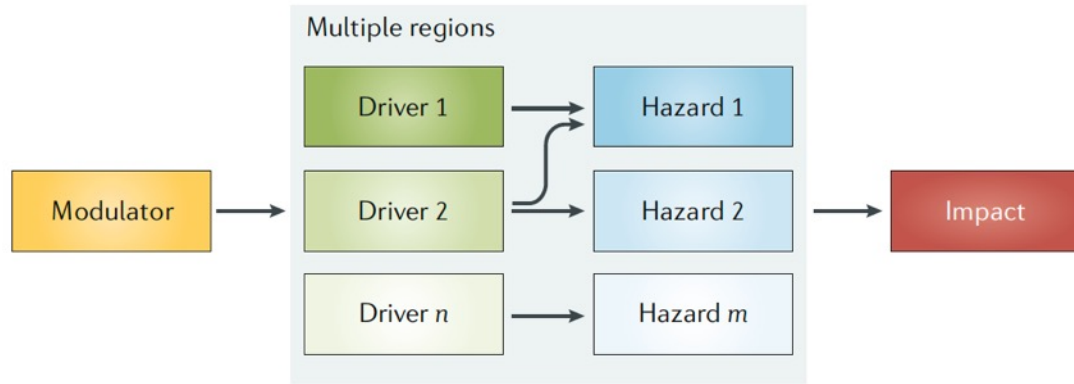 Multiple regions
Driver 1
Hazard 1
Modulator
Driver 2
Hazard 2
Impact
Driver n
Hazard m